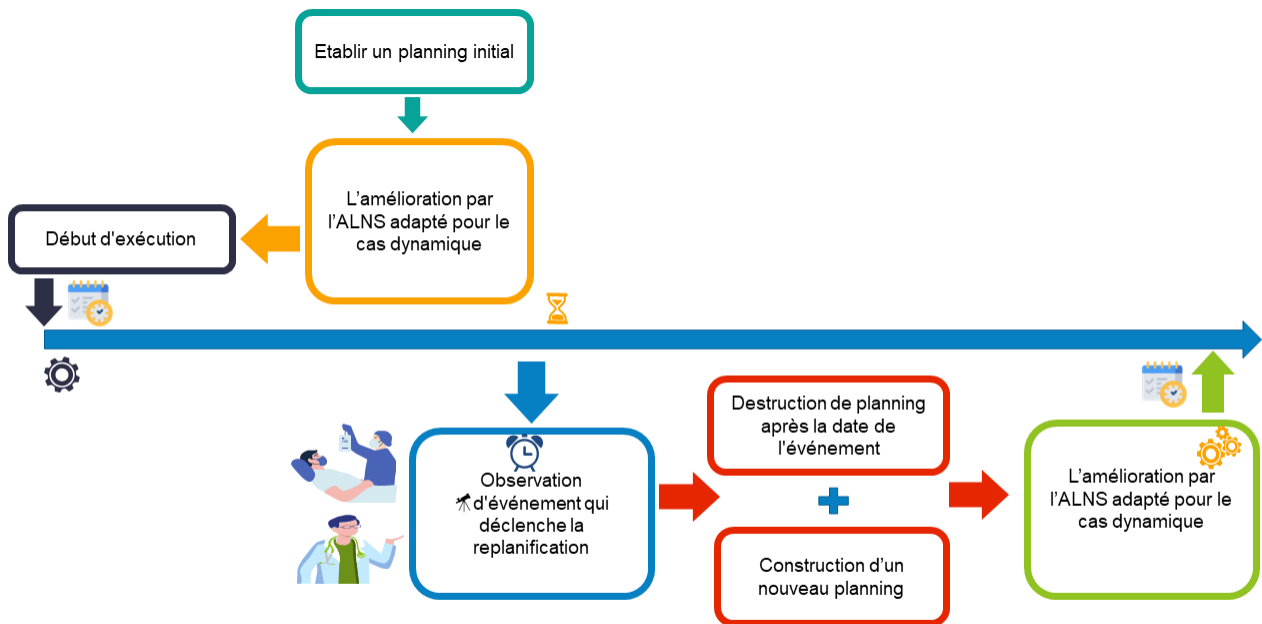 Etablir un planning initial
L'amélioration par
l'ALNS adapté pour le
cas dynamique
Début d'exécution
Observation
d'événement qui
déclenche la
replanification
Destruction de planning
après la date de
l'événement
Construction d'un
nouveau planning
L'amélioration par
l'ALNS adapté pour le
cas dynamique